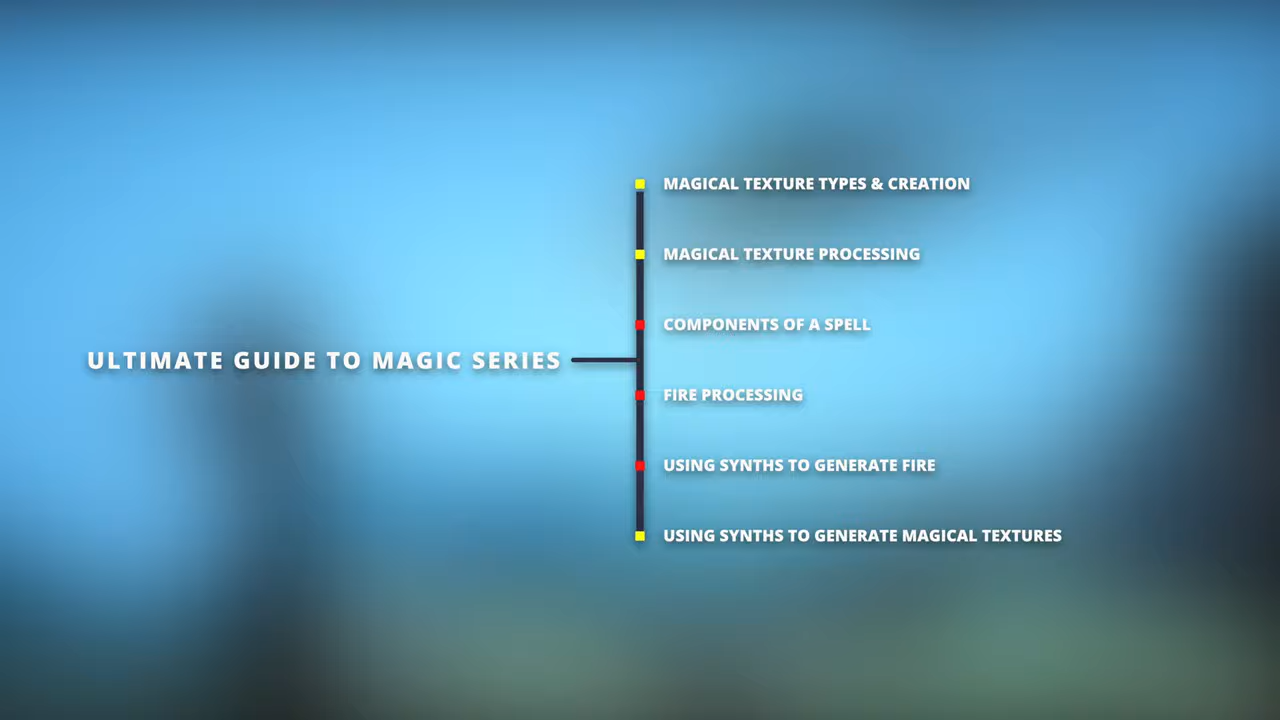 MAGICAL TEXTURE TYPES & CREATION
MAGICAL TEXTURE PROCESSING
COMPONENTS OF A SPELL
ULTIMATE GUIDE TO MAGIC SERIES
FIRE PROCESSING
USING SYNTHS TO GENERATE FIRE
USING SYNTHS TO GENERATE MAGICAL TEXTURES